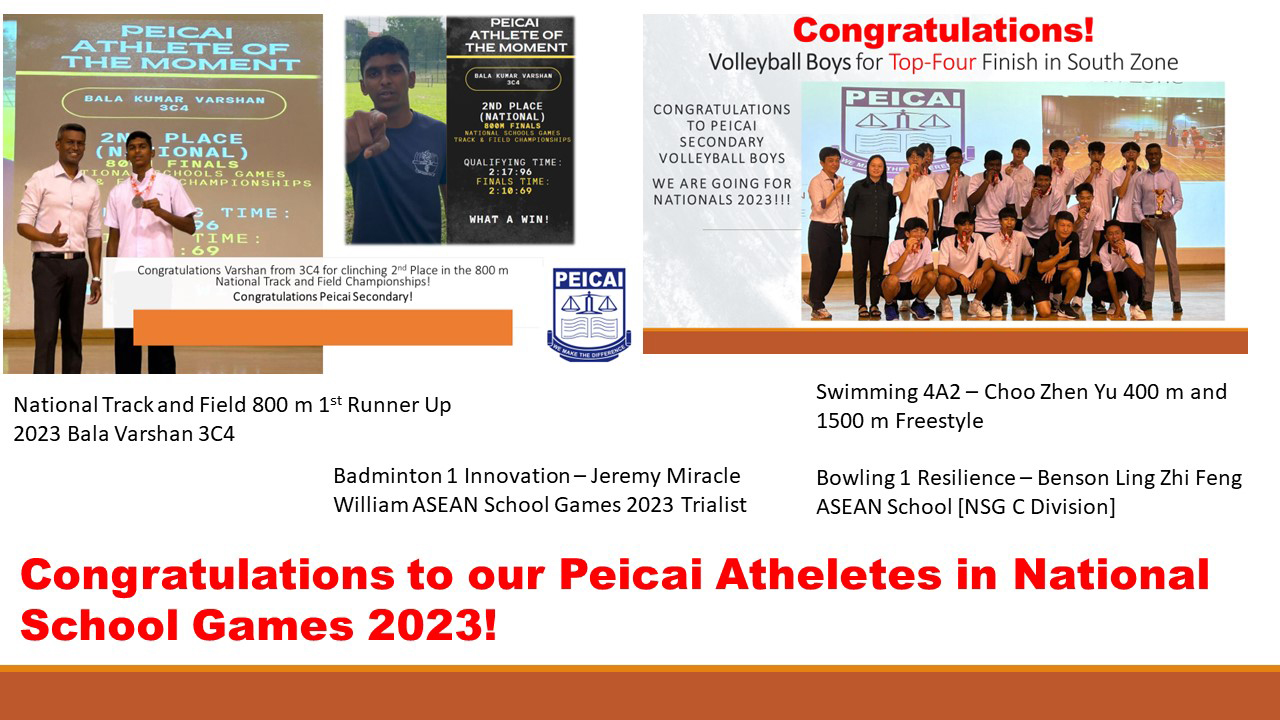 PEICAI
ATHLETE OF
THE MOMENT
BALA KUMAR VARSHAN
3C4
2ND PLACE
(NATIONAL)
800M FINALS
SCHOOLS GAMES
CHAMPIONSHIPS
TIME:
96
TIME:
:69
PEICAI
ATHLETE OF
THE MOMENT
BALA KUMAR VARSHAN
3C4
2ND PLACE
(NATIONAL)
800M FINALS
NATIONAL SCHOOLS GAMES
TRACK & FIELD CHAMPIONSHIPS
QUALIFYING TIME:
2:17:96
FINALS TIME:
2:10:69
WHAT A WIN!
Congratulations Varshan from 3C4 for clinching 2nd Place in the 800 m
National Track and Field Championships!
Congratulations Peicai Secondary!
PEICAI
WE MAKE THE DIFFERENCE
Congratulations!
Volleyball Boys for Top-Four Finish in South Zone
CONGRATULATIONS
TO PEICAI
SECONDARY
VOLLEYBALL BOYS
WE ARE GOING FOR
NATIONALS 2023!!!
PEICAI
National Track and Field 800 m 1st Runner Up
2023 Bala Varshan 3C4
Badminton 1 Innovation – Jeremy Miracle
William ASEAN School Games 2023 Trialist
Swimming 4A2 – Choo Zhen Yu 400 m and
1500 m Freestyle
Bowling 1 Resilience – Benson Ling Zhi Feng
ASEAN School [NSG C Division]
Congratulations to our Peicai Atheletes in National
School Games 2023!